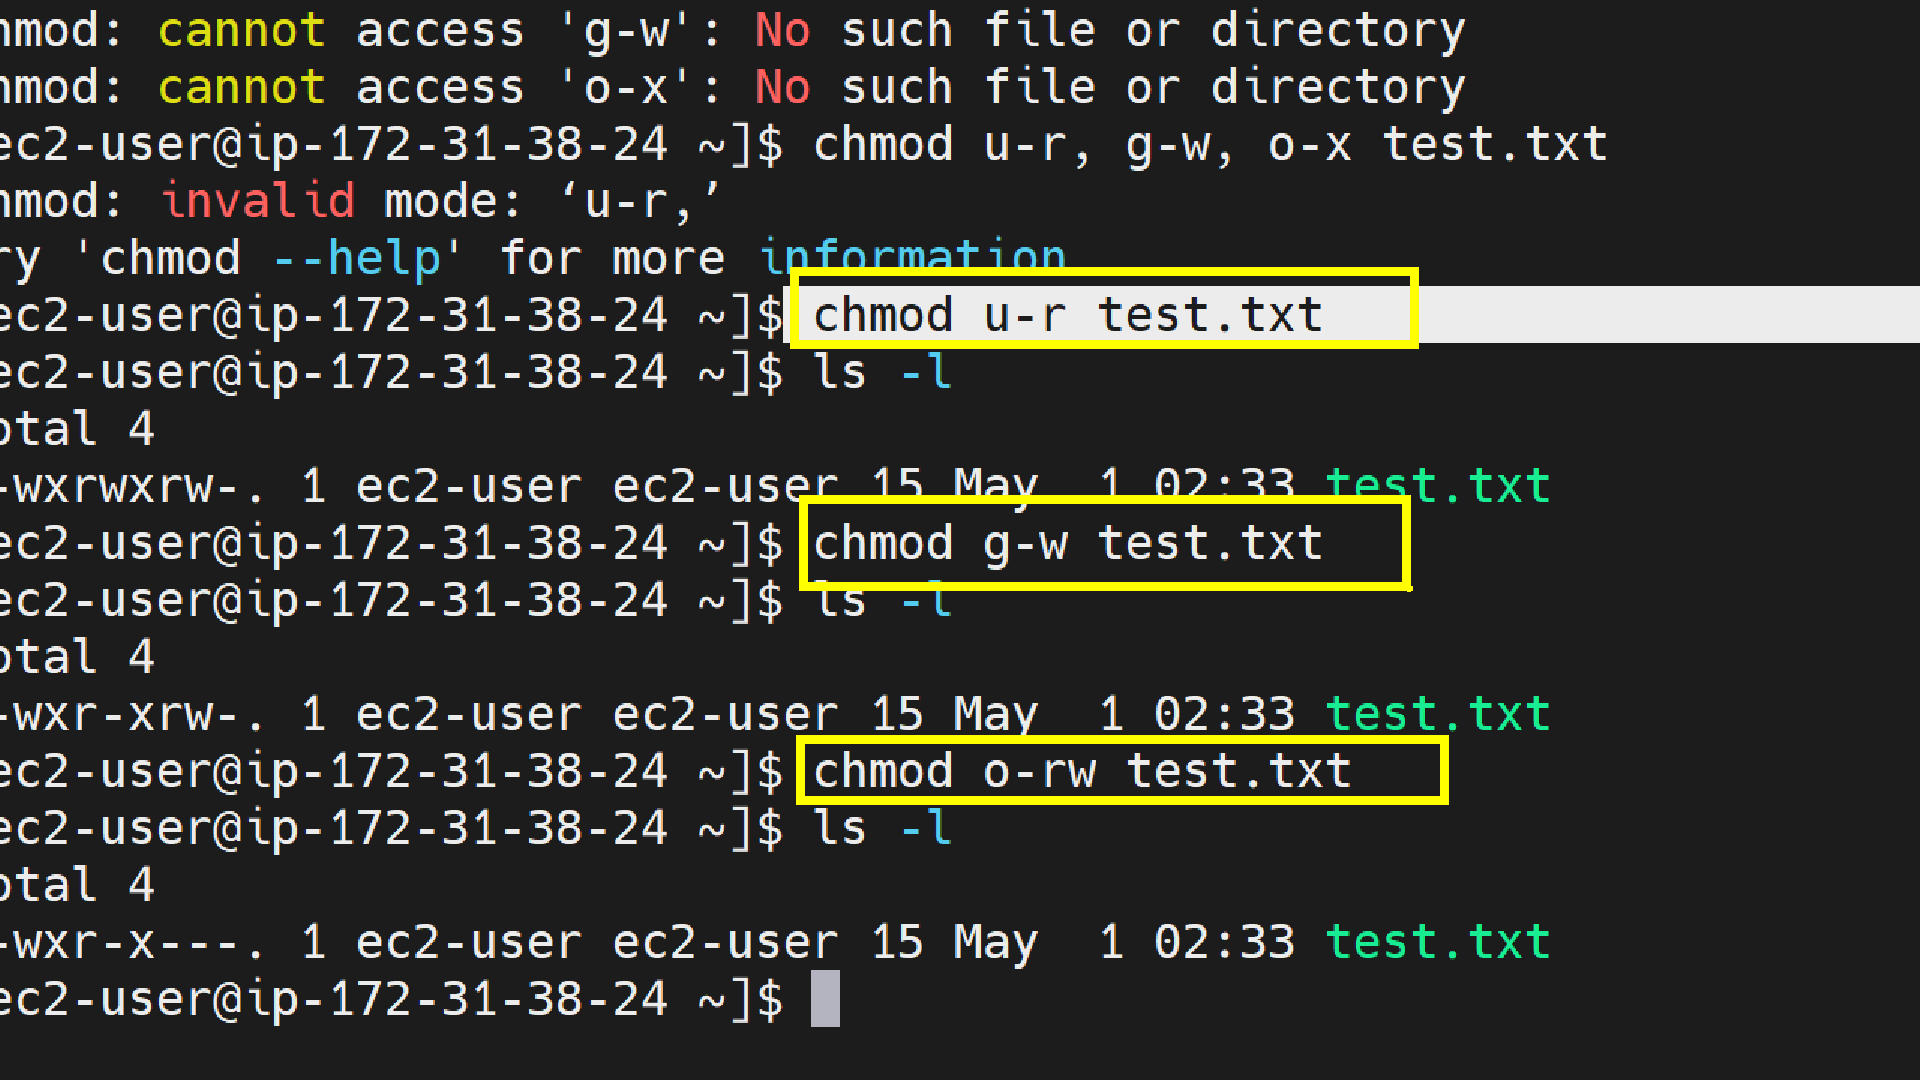 hmod: cannot access 'g-w': No such file or directory
hmod: cannot access 'o-x': No such file or directory
ec2-user@ip-172-31-38-24 ~]$ chmod u-r, g-w, o-x test.txt
hmod: invalid mode: ‘u-r,’
ry 'chmod --help' for more information
ec2-user@ip-172-31-38-24 ~]$ chmod u-r test.txt
ec2-user@ip-172-31-38-24 ~]$ ls -l
otal 4
-wxrwxrw-. 1 ec2-user ec2-user 15 May  1 02:33 test.txt
ec2-user@ip-172-31-38-24 ~]$ chmod g-w test.txt
ec2-user@ip-172-31-38-24 ~]$ ls -l
otal 4
-wxr-xrw-. 1 ec2-user ec2-user 15 May  1 02:33 test.txt
ec2-user@ip-172-31-38-24 ~]$ chmod o-rw test.txt
ec2-user@ip-172-31-38-24 ~]$ ls -l
otal 4
-wxr-x---. 1 ec2-user ec2-user 15 May  1 02:33 test.txt
ec2-user@ip-172-31-38-24 ~]$